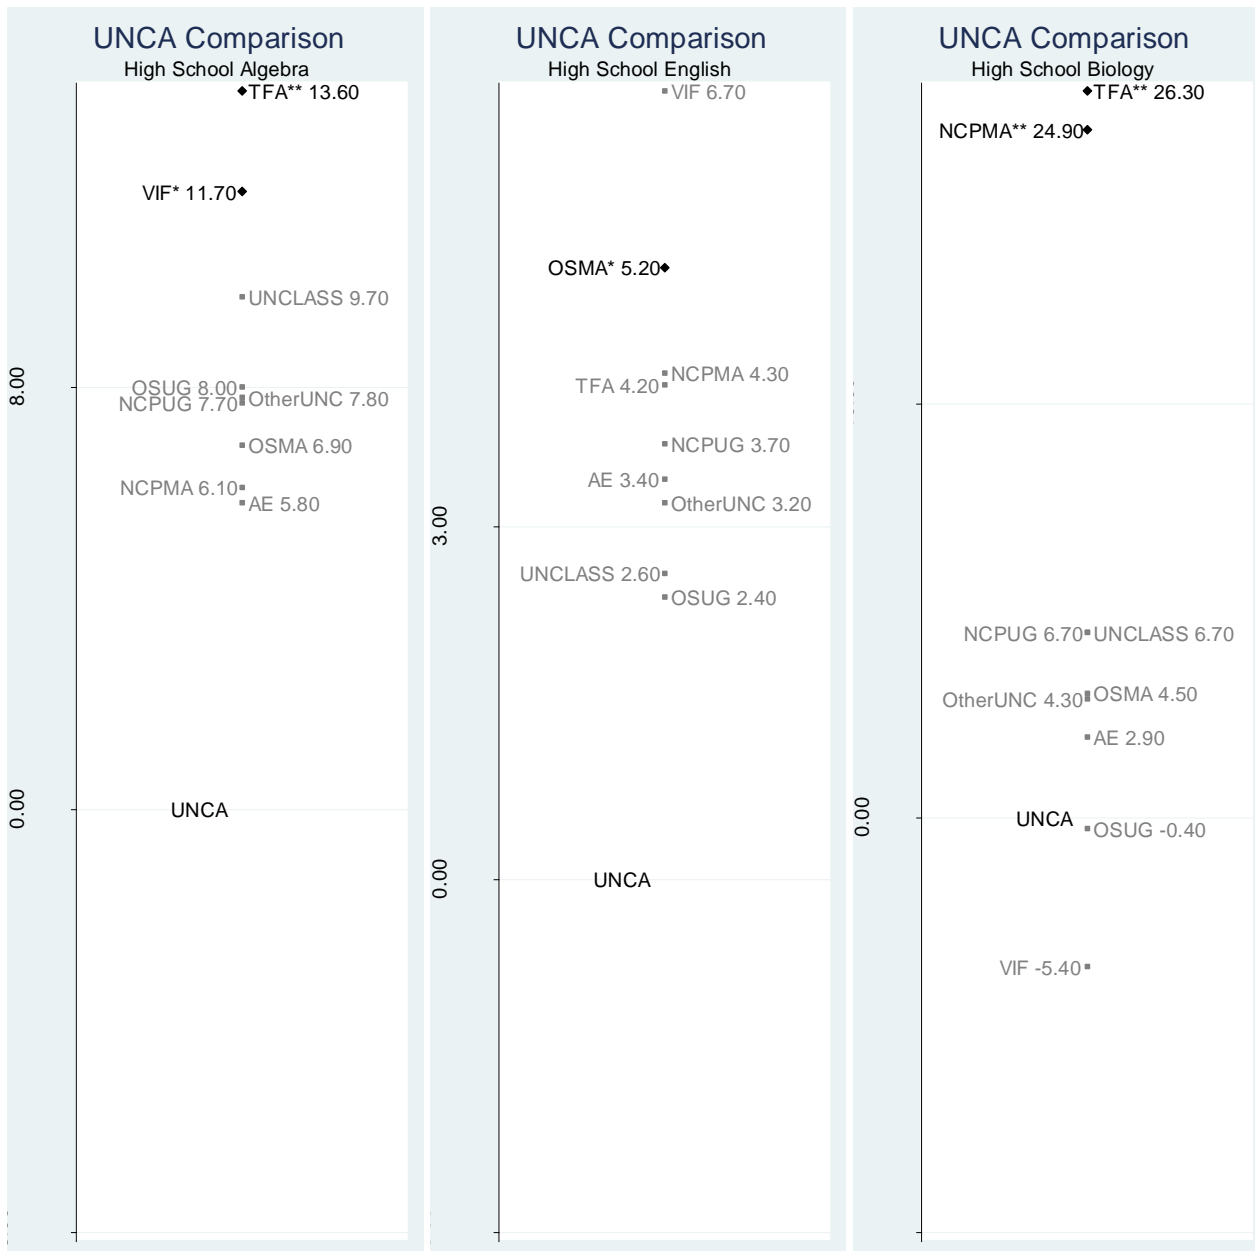 UNCA Comparison
High School Algebra
TFA** 13.60
VIF* 11.70
UNCLASS 9.70
8.00
OSUG 8.00
OtherUNC 7.80
NCPUG 7.70
OSMA 6.90
NCPMA 6.10
AE 5.80
0.00
UNCA
UNCA Comparison
High School English
VIF 6.70
OSMA* 5.20
NCPMA 4.30
TFA 4.20
NCPUG 3.70
AE 3.40
OtherUNC 3.20
3.00
UNCLASS 2.60
OSUG 2.40
0.00
UNCA
UNCA Comparison
High School Biology
TFA** 26.30
NCPMA** 24.90
NCPUG 6.70 UNCLASS 6.70
OSMA 4.50
OtherUNC 4.30
AE 2.90
0.00
UNCA
OSUG -0.40
VIF -5.40